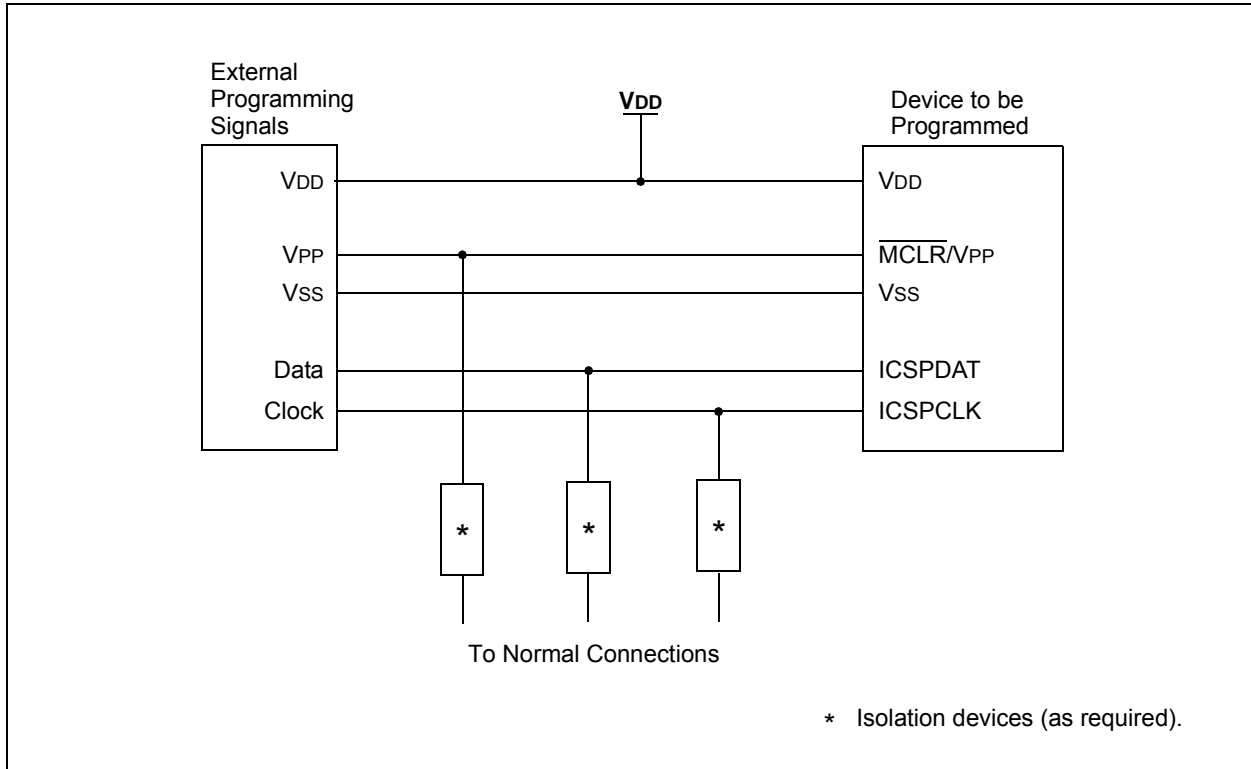 External
Programming
Signals
VDD
Device to be
Programmed
VDD
VDD
VPP
MCLR/VPP
VSS
VSS
Data
ICSPDAT
Clock
ICSPCLK
*
*
*
To Normal Connections
* Isolation devices (as required).